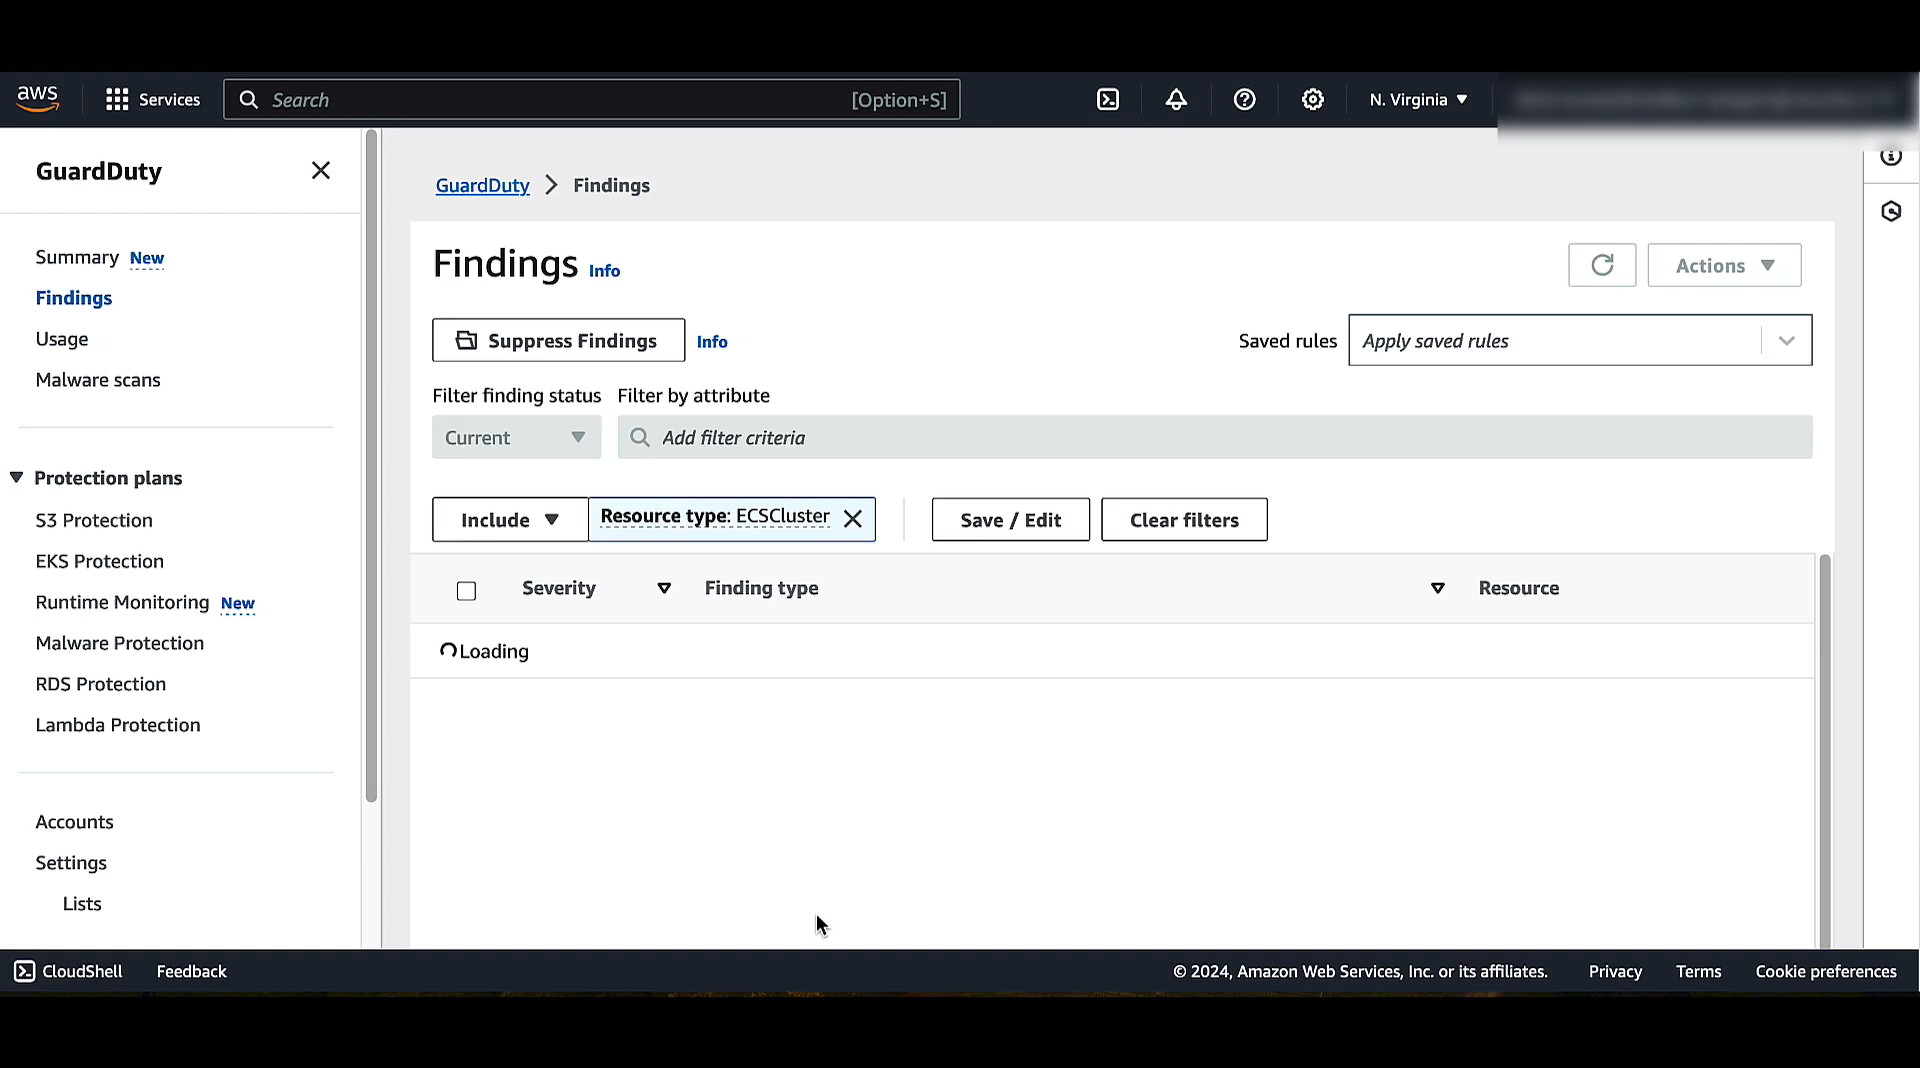 aws
Services
Search
[Option+S]
N. Virginia
GuardDuty
Summary New
Findings
Usage
Malware scans
Protection plans
S3 Protection
EKS Protection
Runtime Monitoring New
Malware Protection
RDS Protection
Lambda Protection
Accounts
Settings
Lists
GuardDuty > Findings
Findings Info
Actions
Suppress Findings Info
Saved rules
Apply saved rules
Filter finding status
Filter by attribute
Current
Add filter criteria
Include
Resource type: ECSCluster
Save / Edit
Clear filters
Severity
Finding type
Resource
Loading
CloudShell
Feedback
© 2024, Amazon Web Services, Inc. or its affiliates.
Privacy
Terms
Cookie preferences